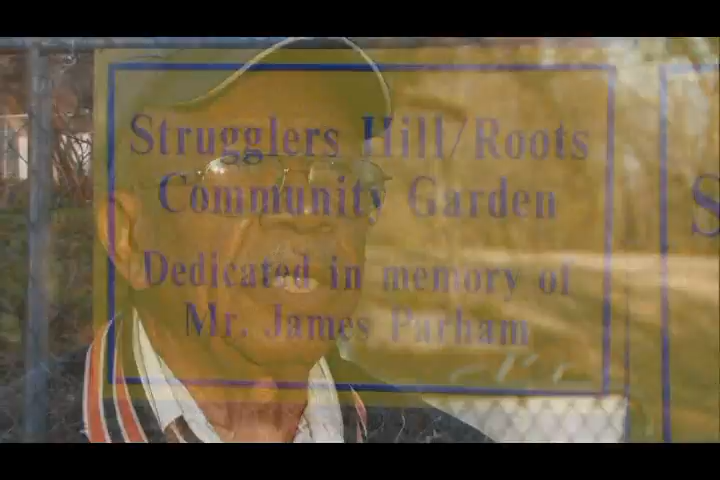 Strugglers Hill/Roots
Community Garden
Dedicated in memory of
Mr. James Parham
S